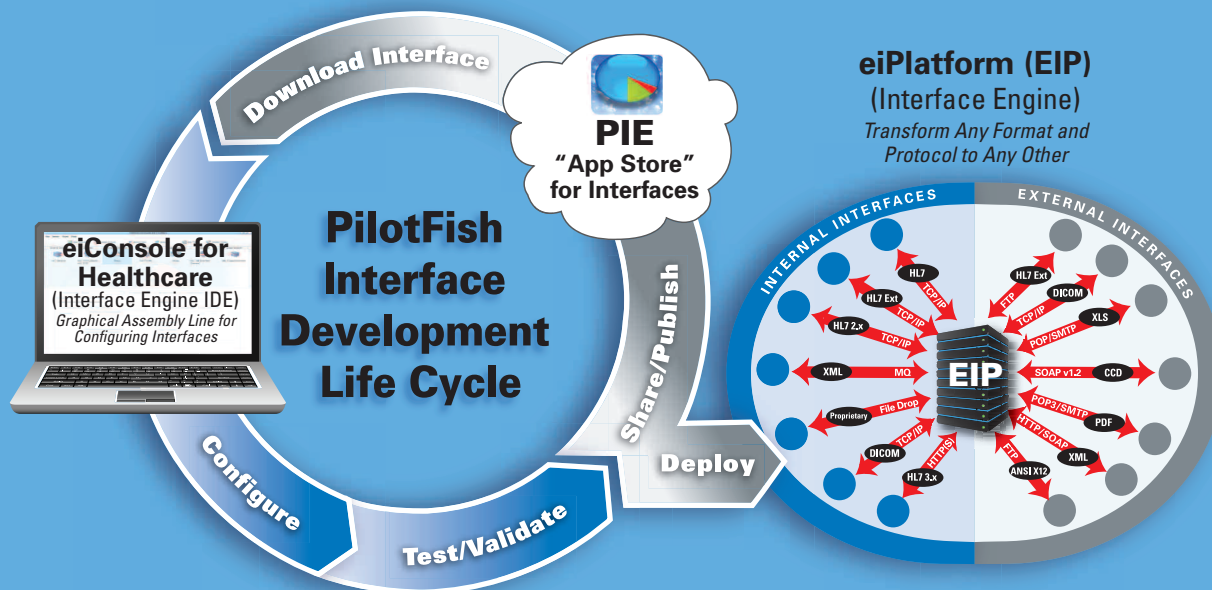 Download Interface
PIE
“App Store”
for Interfaces
eiPlatform (EIP)
(Interface Engine)
Transform Any Format and
Protocol to Any Other
eiConsole for
Healthcare
(Interface Engine IDE)
Graphical Assembly Line for
Configuring Interfaces
PilotFish
Interface
Development
Life Cycle
Share/Publish
Deploy
Configure
Test/Validate
INTERNAL INTERFACES
EXTERNAL INTERFACES
HL7
TCP/IP
HL7 Ext
TCP/IP
HL7 2.x
TCP/IP
XML
MQ
Proprietary
File Drop
DICOM
TCP/IP
HL7 3.x
HTTP(S)
EIP
HL7 Ext
FTP
DICOM
TCP/IP
XLS
POP/SMTP
SOAP v1.2
CCD
POP3/SMTP
PDF
HTTP/SOAP
XML
FTP
ANSI X12